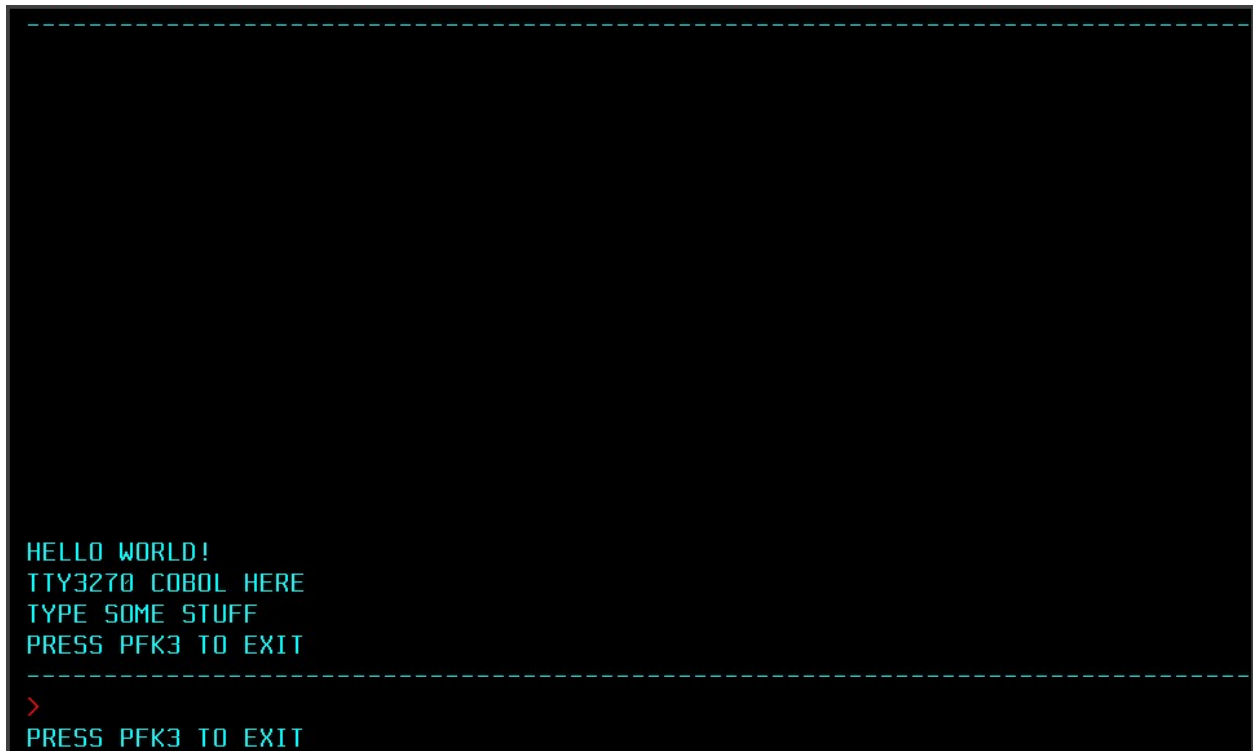 -------------------------------------------------------------------------------
HELLO WORLD!
TTY3270 COBOL HERE
TYPE SOME STUFF
PRESS PFK3 TO EXIT
-------------------------------------------------------------------------------
>
PRESS PFK3 TO EXIT